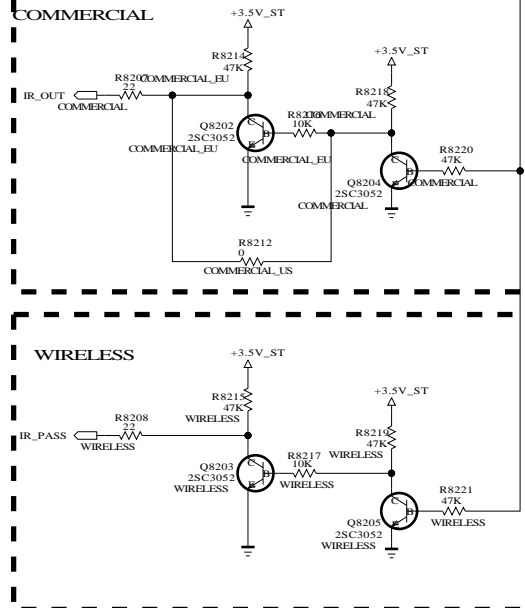 COMMERCIAL
+3.5V_ST
R8214
47K
+3.5V_ST
R8207
22
COMMERCIAL_EU
IR_OUT
COMMERCIAL
R8218
47K
COMMERCIAL
Q8202
2SC3052
COMMERCIAL_EU
C
B
E
10K
COMMERCIAL_EU
C
B
E
R8220
47K
COMMERCIAL
Q8204
2SC3052
COMMERCIAL
R8212
0
COMMERCIAL_US
WIRELESS
+3.5V_ST
R8215
47K
WIRELESS
+3.5V_ST
R8208
22
IR_PASS
WIRELESS
R8219
47K
WIRELESS
Q8203
2SC3052
WIRELESS
C
B
E
R8217
10K
WIRELESS
C
B
E
R8221
47K
WIRELESS
Q8205
2SC3052
WIRELESS